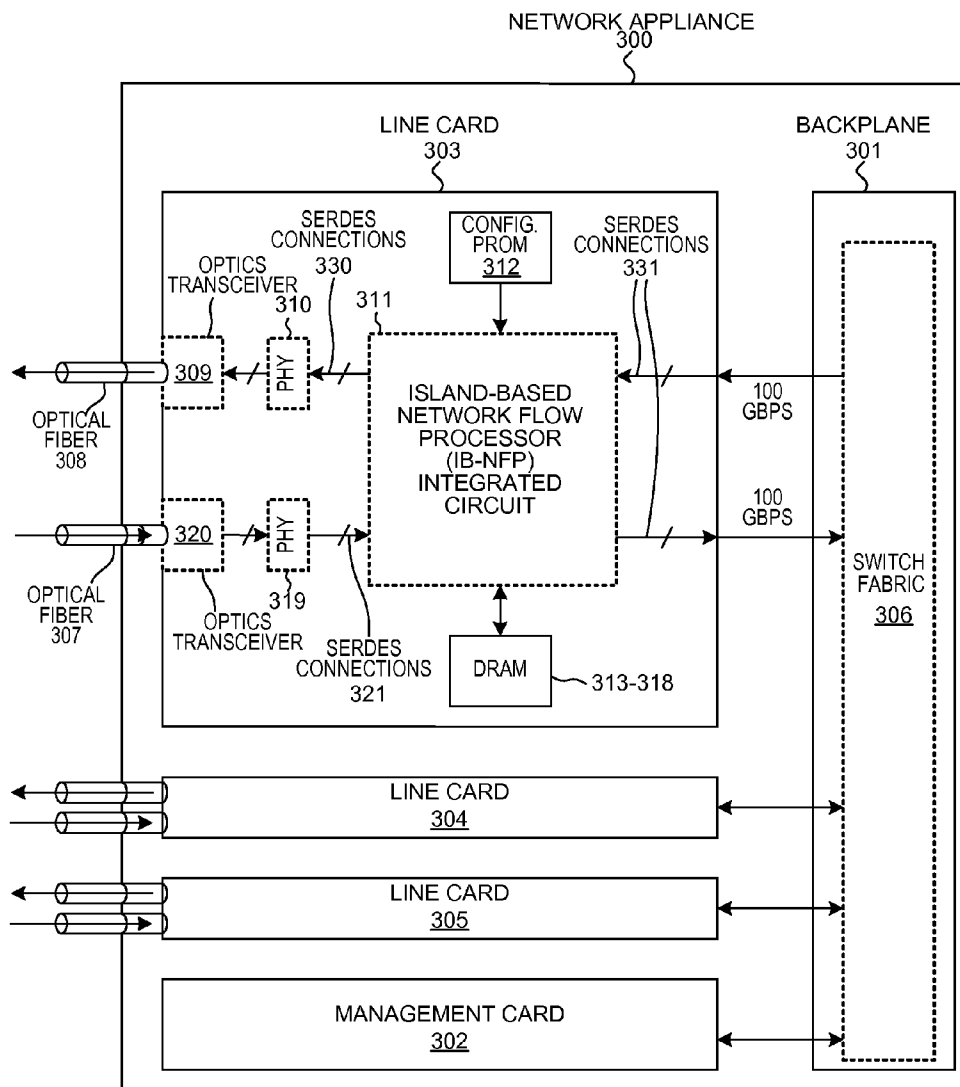 NETWORK APPLIANCE
300
LINE CARD
303
BACKPLANE
301
SERDES
CONNECTIONS
330
CONFIG.
PROM
312
SERDES
CONNECTIONS
331
OPTICS
TRANSCEIVER
310
311
309
PHY
OPTICAL
FIBER
308
ISLAND-BASED
NETWORK FLOW
PROCESSOR
(IB-NFP)
INTEGRATED
CIRCUIT
100
GBPS
100
GBPS
320
PHY
319
OPTICAL
FIBER
307
OPTICS
TRANSCEIVER
SERDES
CONNECTIONS
321
DRAM
313-318
SWITCH
FABRIC
306
LINE CARD
304
LINE CARD
305
MANAGEMENT CARD
302